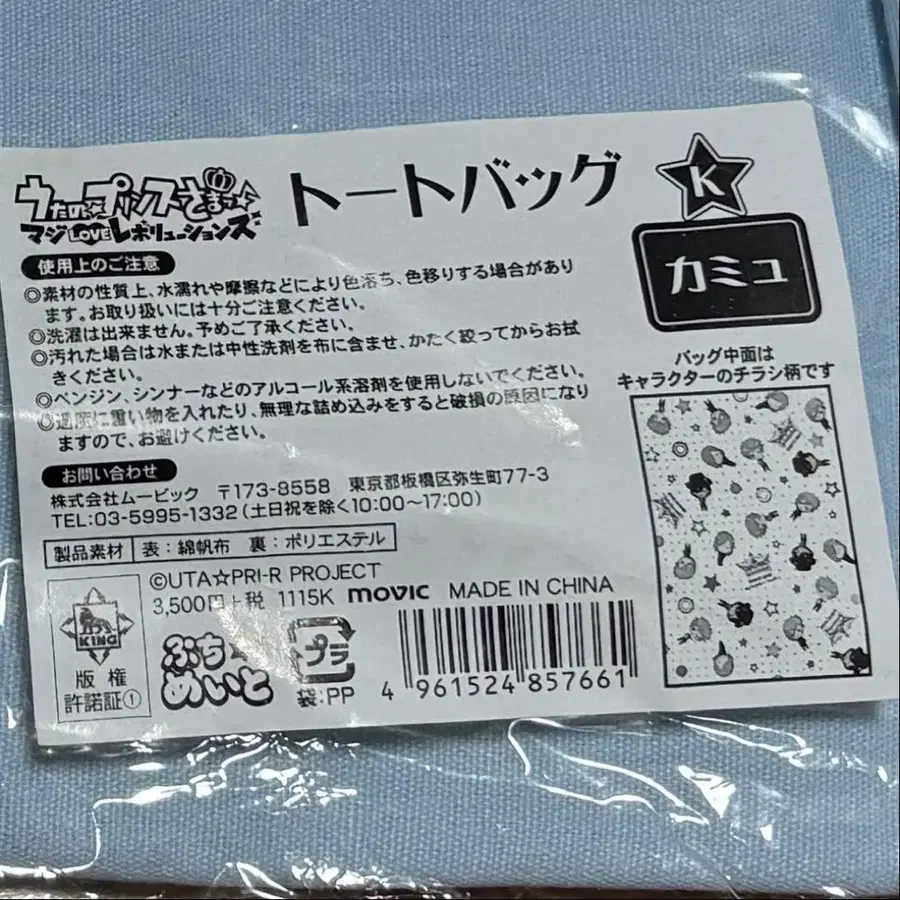 うたの☆プリンスさまっ♪
マジLOVEレボリューションズ
トートバッグ
K
カミュ
使用上のご注意
◎素材の性質上、水濡れや摩擦などにより色落ち、色移りする場合があり
ます。お取り扱いには十分ご注意ください。
◎洗濯は出来ません。予めご了承ください。
◎汚れた場合は水または中性洗剤を布に含ませ、かたく絞ってからお拭
きください。
◎ベンジン、シンナーなどのアルコール系溶剤を使用しないでください。
◎過度に重い物を入れたり、無理な詰め込みをすると破損の原因になり
ますので、お避けください。
バッグ中面は
キャラクターのチラシ柄です
お問い合わせ
株式会社ムービック 〒173-8558 東京都板橋区弥生町77-3
TEL:03-5995-1332(土日祝を除く10:00~17:00)
製品素材 表:綿帆布 裏:ポリエステル
©UTA☆PRI-R PROJECT
3,500円+税 1115K movic MADE IN CHINA
KING
版権
許諾証①
ぷち
めいと
プラ
袋:PP
4 961524 857661